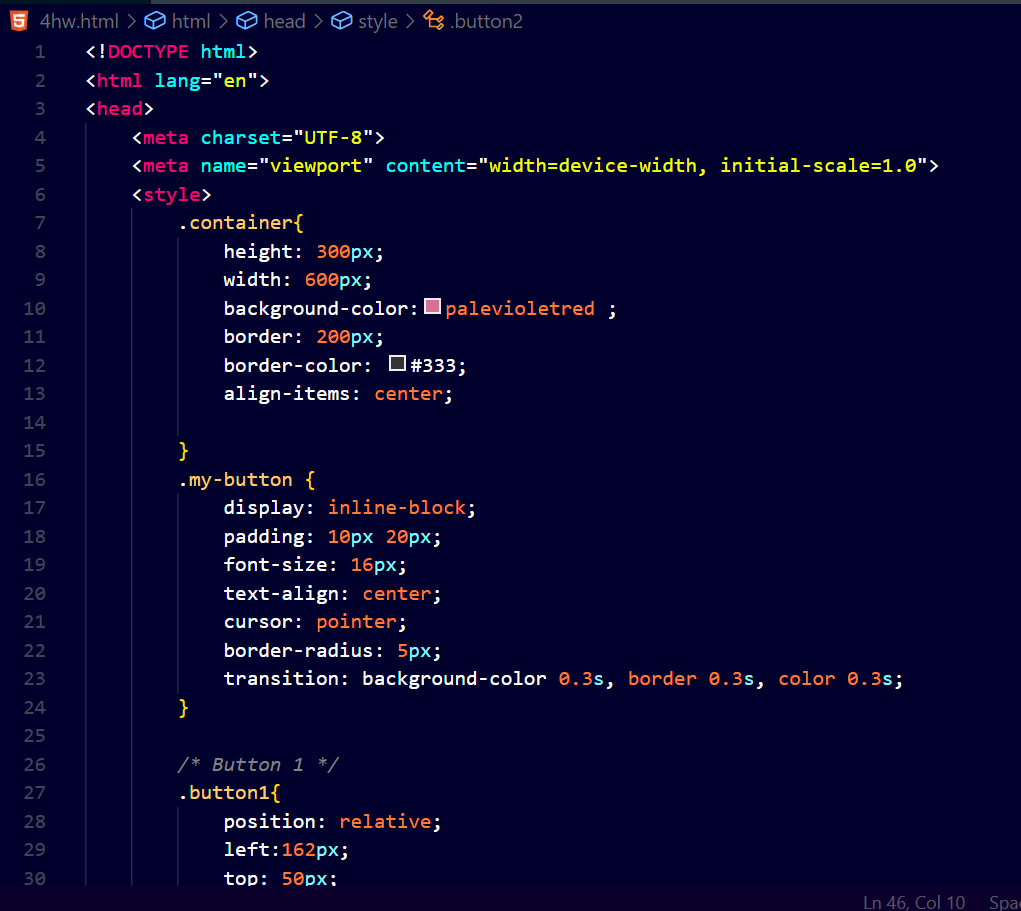 4hw.html > html > head > style > .button2
1 <!DOCTYPE html>
2 <html lang="en">
3 <head>
4     <meta charset="UTF-8">
5     <meta name="viewport" content="width=device-width, initial-scale=1.0">
6     <style>
7         .container{
8             height: 300px;
9             width: 600px;
10             background-color: palevioletred ;
11             border: 200px;
12             border-color: #333;
13             align-items: center;
14
15         }
16         .my-button {
17             display: inline-block;
18             padding: 10px 20px;
19             font-size: 16px;
20             text-align: center;
21             cursor: pointer;
22             border-radius: 5px;
23             transition: background-color 0.3s, border 0.3s, color 0.3s;
24         }
25
26         /* Button 1 */
27         .button1{
28             position: relative;
29             left:162px;
30             top: 50px;
Ln 46, Col 10